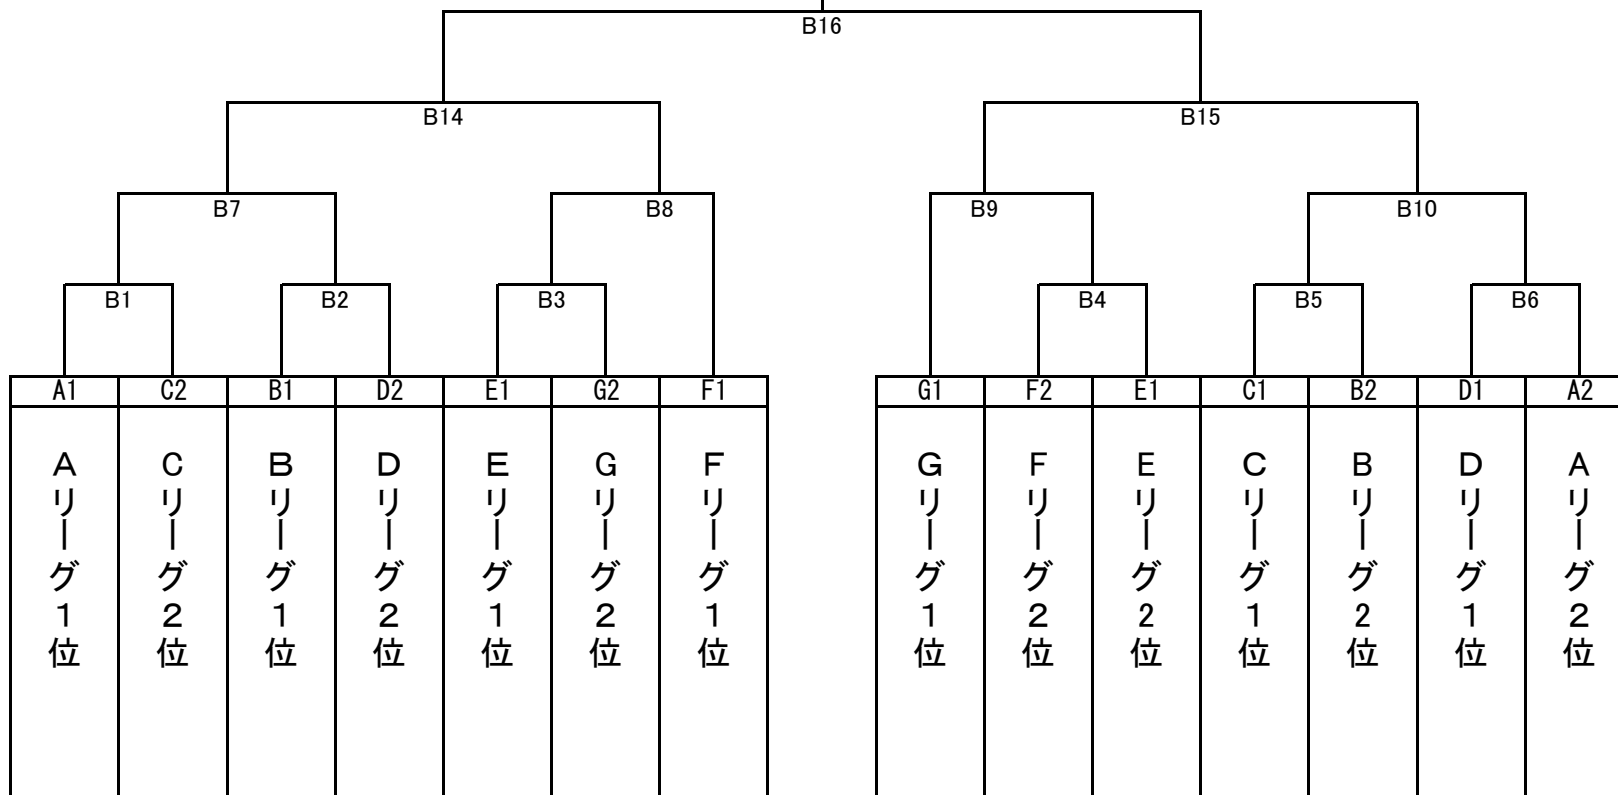 B16
B14 B15
B7 B8 B9 B10
B1 B2 B3 B4 B5 B6
A1 C2 B1 D2 E1 G2 F1 G1 F2 E1 C1 B2 D1 A2
Aリーグ1位
Cリーグ2位
Bリーグ1位
Dリーグ2位
Eリーグ1位
Gリーグ2位
Fリーグ1位
Gリーグ1位
Fリーグ2位
Eリーグ2位
Cリーグ1位
Bリーグ2位
Dリーグ1位
Aリーグ2位